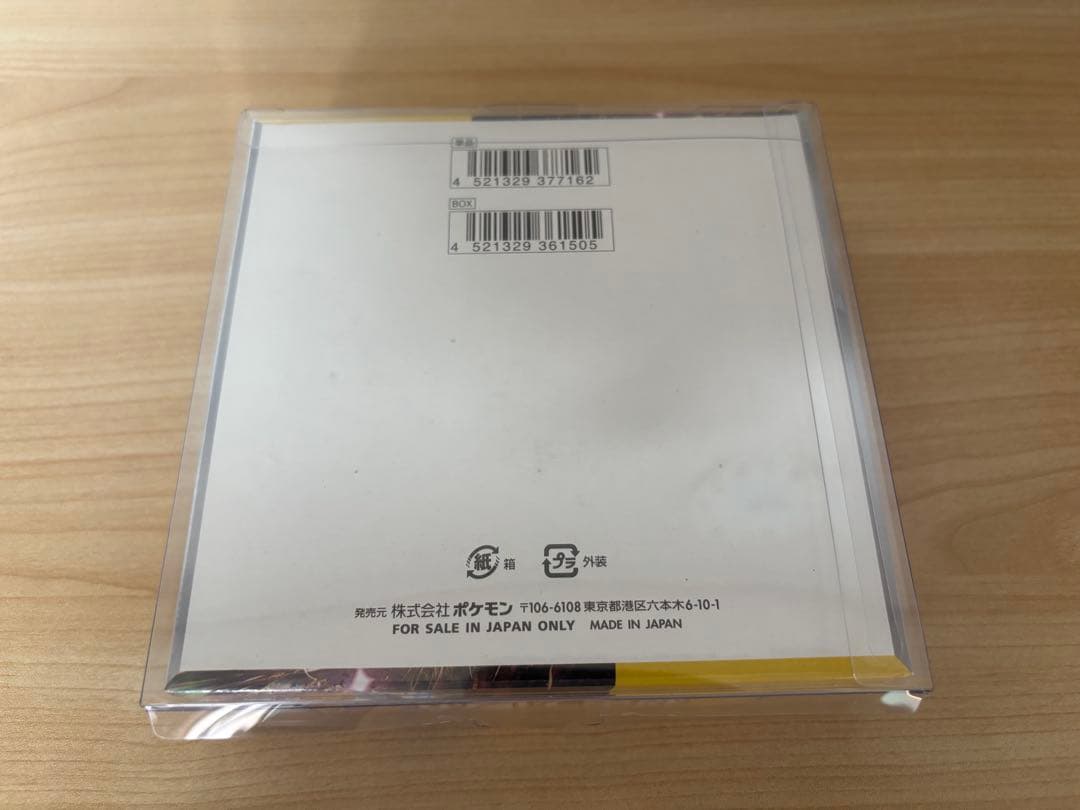 単品
4 521329 377162
BOX
4 521329 361505
紙 箱 プラ 外装
発売元 株式会社 ポケモン 〒106-6108 東京都港区六本木6-10-1
FOR SALE IN JAPAN ONLY MADE IN JAPAN